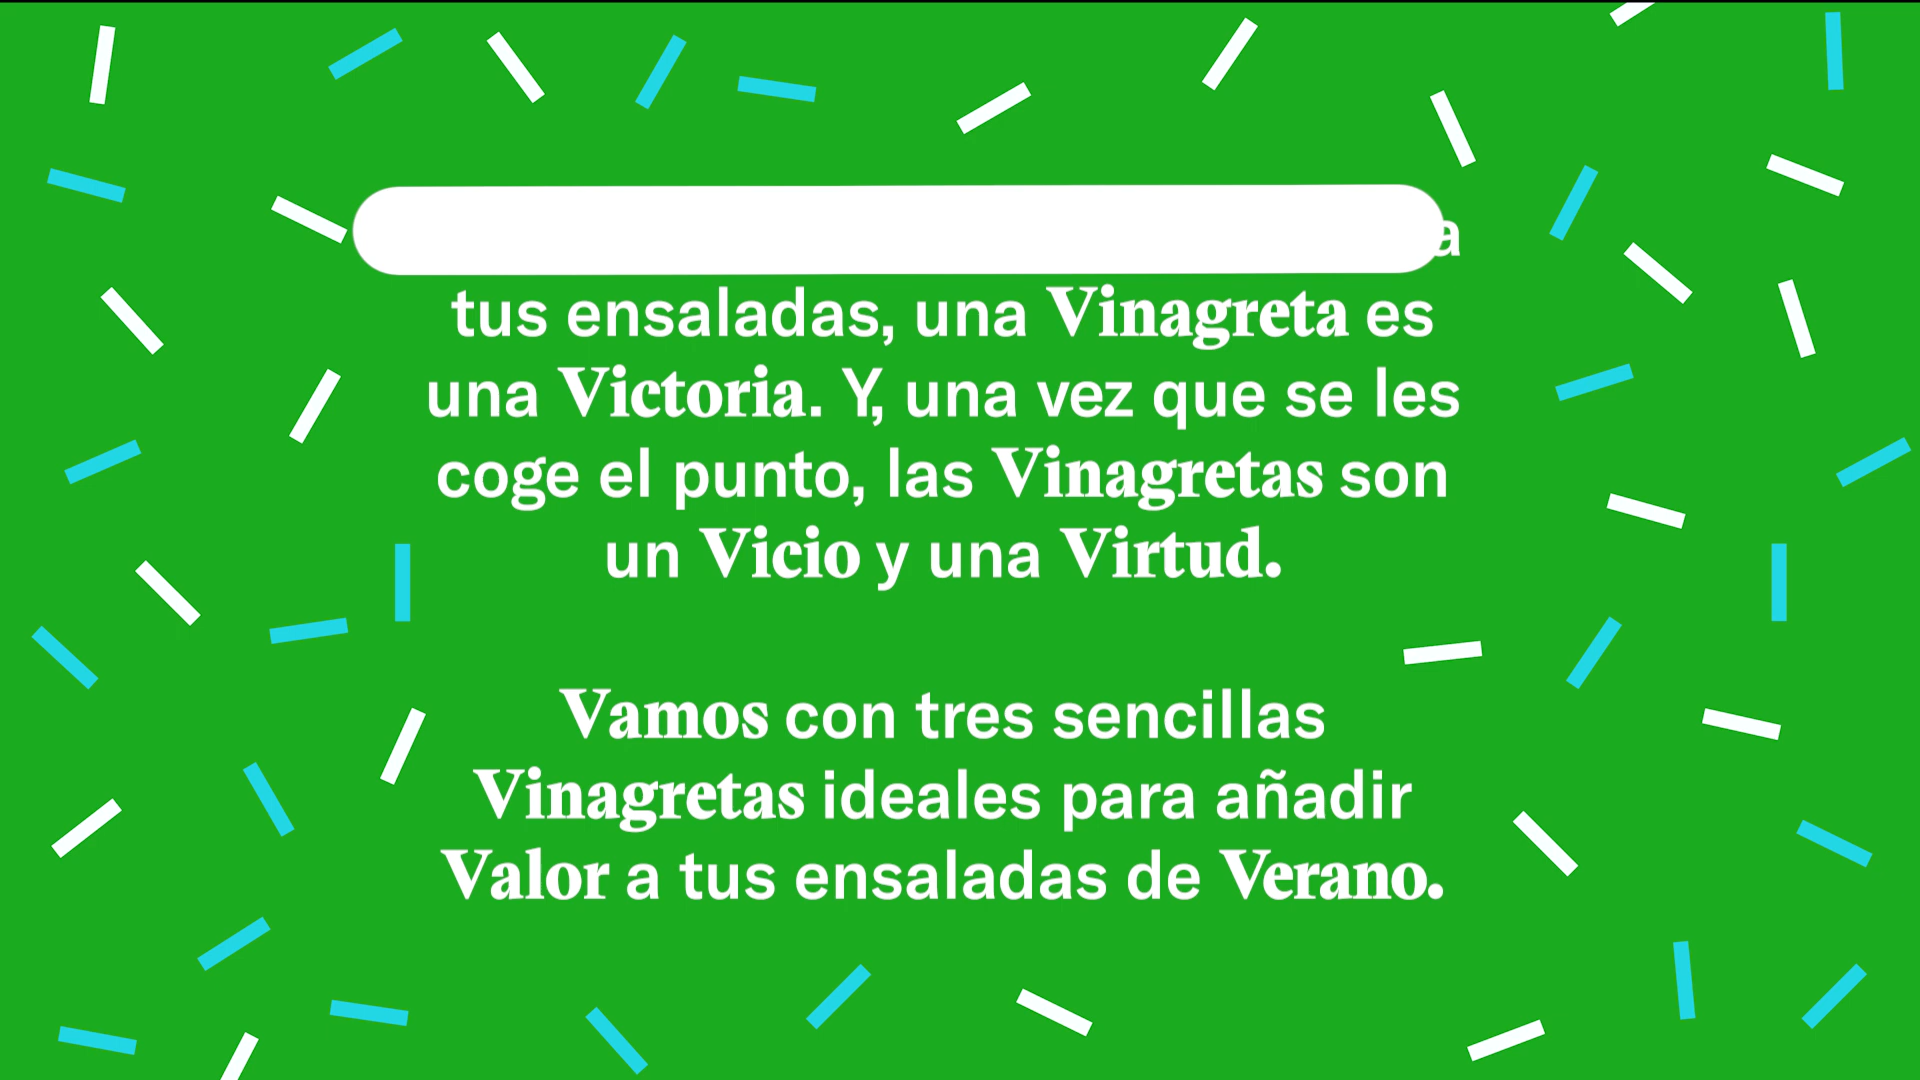 a
tus ensaladas, una Vinagreta es
una Victoria. Y, una vez que se les
coge el punto, las Vinagretas son
un Vicio y una Virtud.
Vamos con tres sencillas
Vinagretas ideales para añadir
Valor a tus ensaladas de Verano.